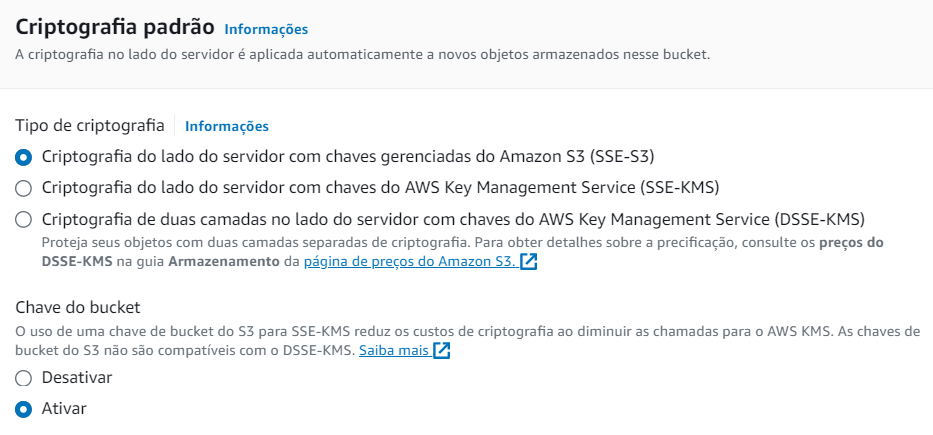 Criptografia padrão Informações
A criptografia no lado do servidor é aplicada automaticamente a novos objetos armazenados nesse bucket.
Tipo de criptografia Informações
Criptografia do lado do servidor com chaves gerenciadas do Amazon S3 (SSE-S3)
Criptografia do lado do servidor com chaves do AWS Key Management Service (SSE-KMS)
Criptografia de duas camadas no lado do servidor com chaves do AWS Key Management Service (DSSE-KMS)
Proteja seus objetos com duas camadas separadas de criptografia. Para obter detalhes sobre a precificação, consulte os preços do
DSSE-KMS na guia Armazenamento da página de preços do Amazon S3.
Chave do bucket
O uso de uma chave de bucket do S3 para SSE-KMS reduz os custos de criptografia ao diminuir as chamadas para o AWS KMS. As chaves de
bucket do S3 não são compatíveis com o DSSE-KMS. Saiba mais
Desativar
Ativar